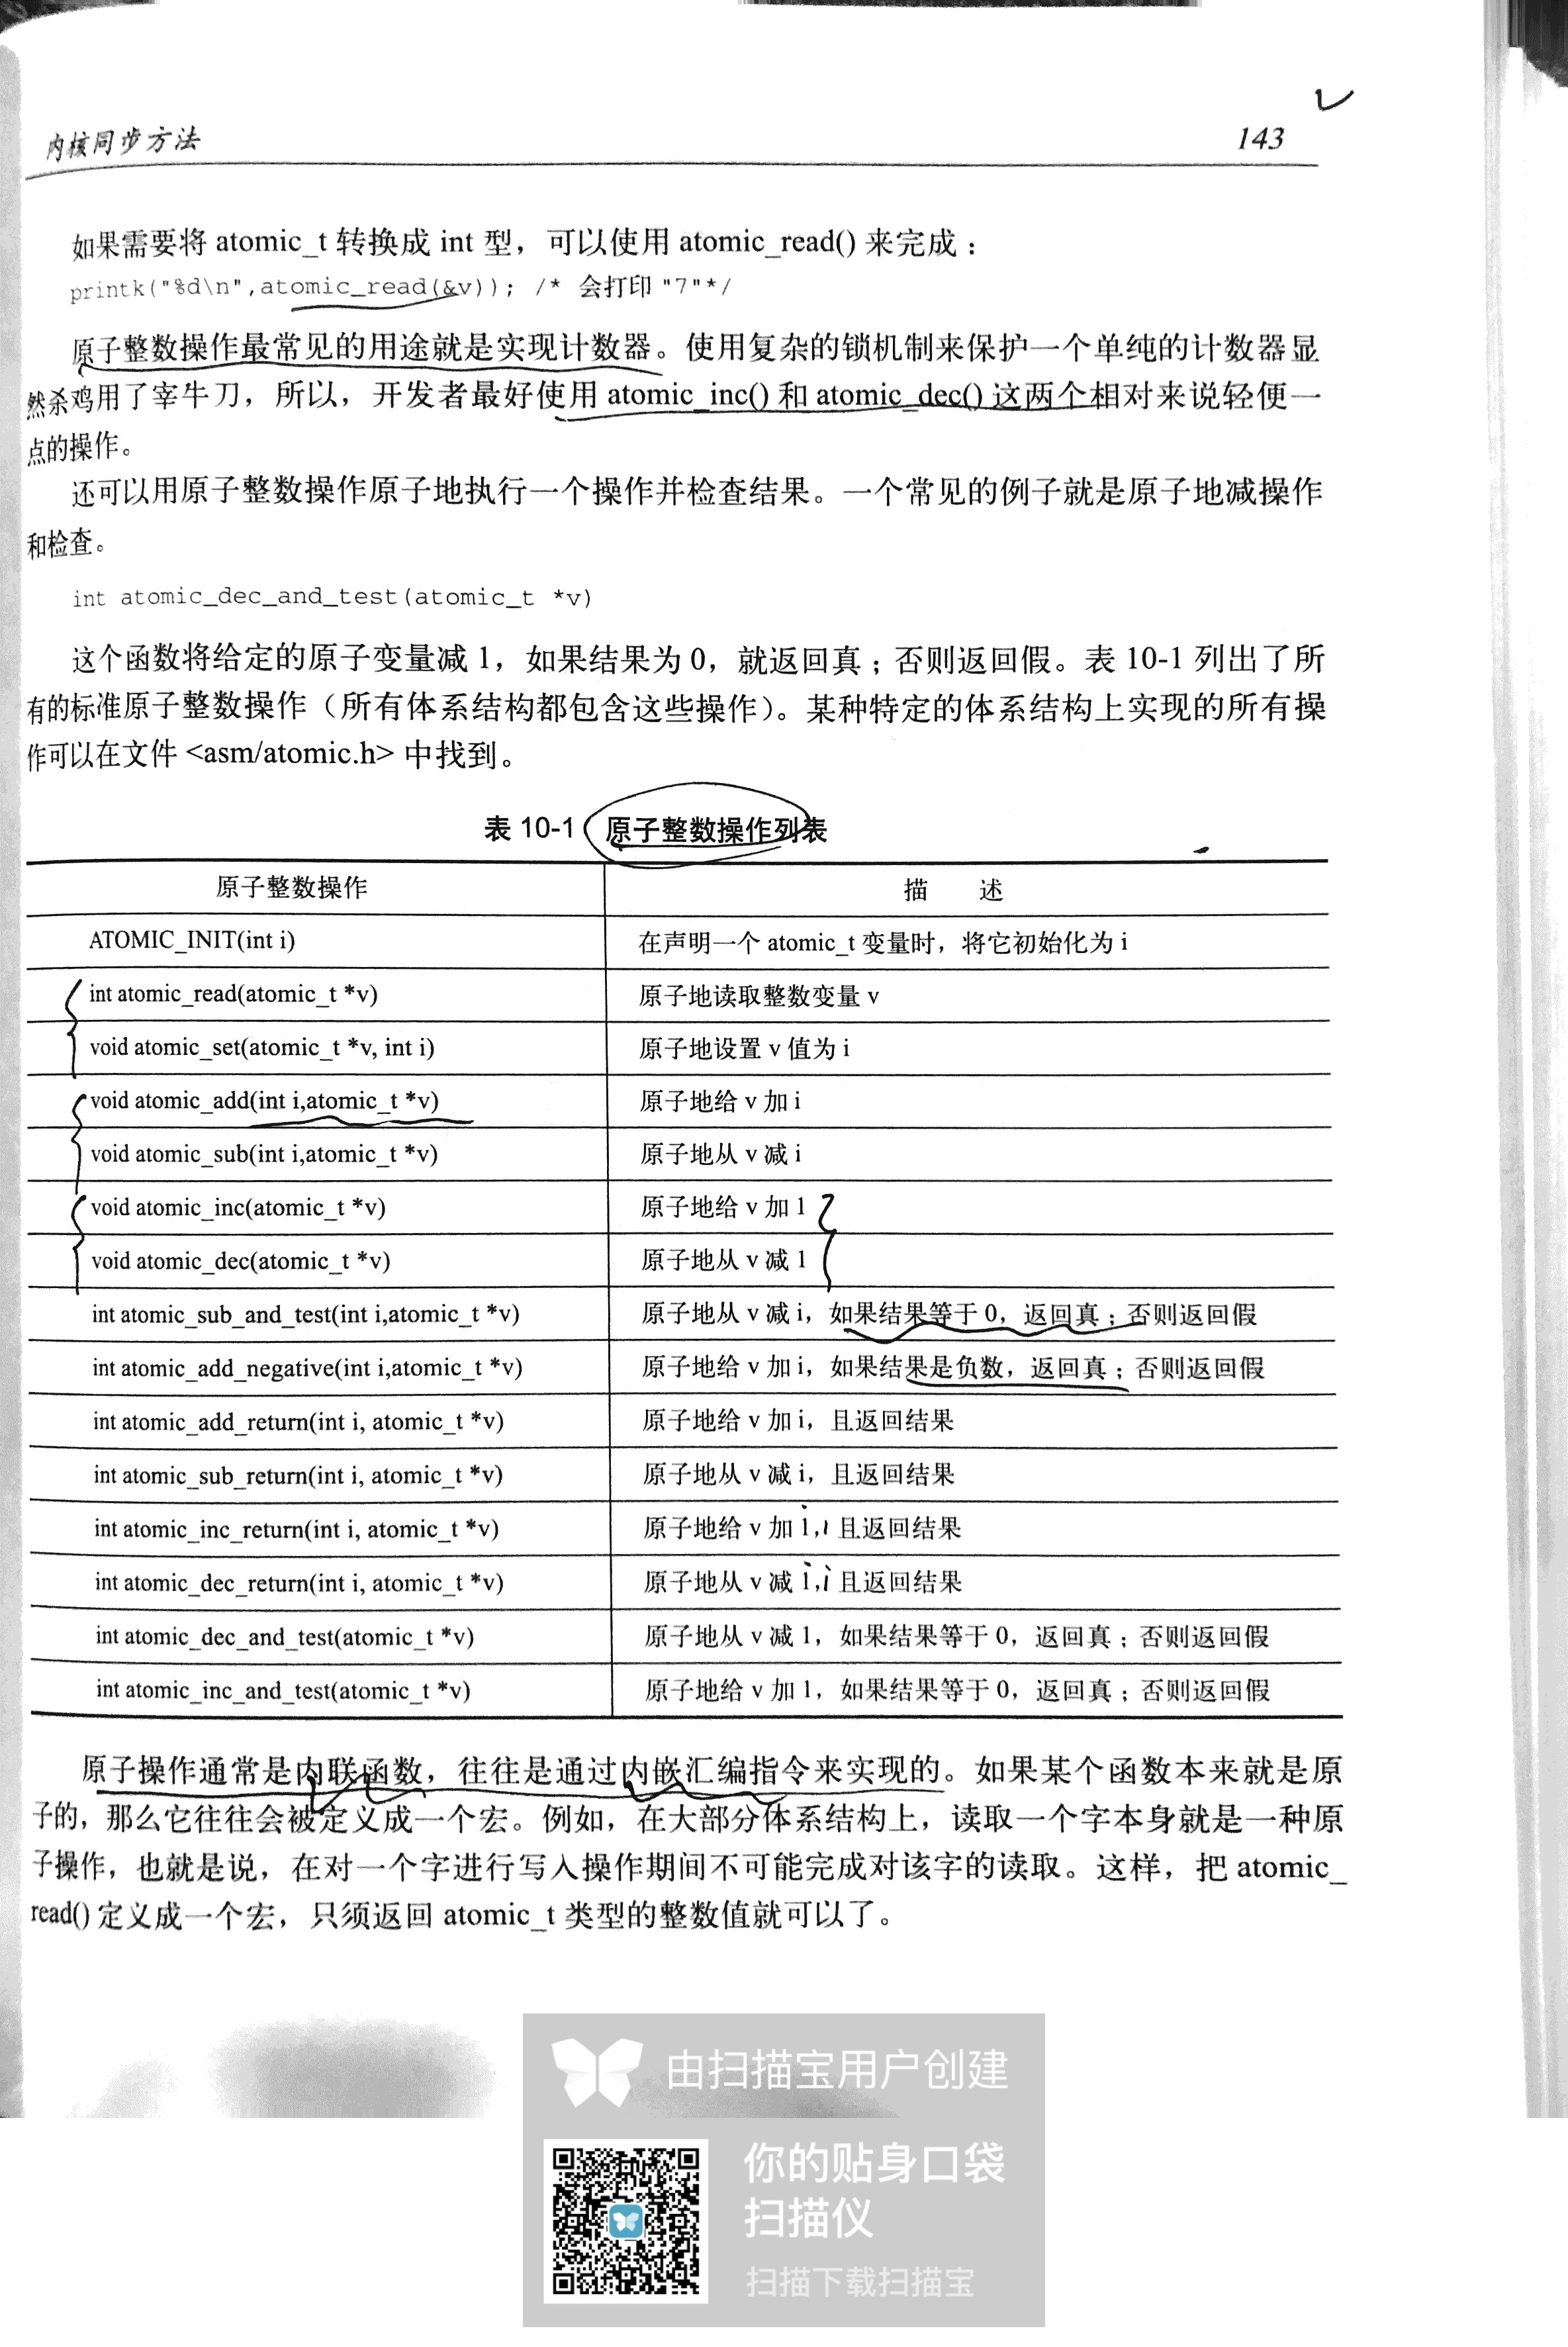 内核同步方法 143
如果需要将 atomic_t 转换成 int 型，可以使用 atomic_read() 来完成：
printk("%d\n",atomic_read(&v)); /* 会打印 "7"*/
原子整数操作最常见的用途就是实现计数器。使用复杂的锁机制来保护一个单纯的计数器显
然杀鸡用了宰牛刀，所以，开发者最好使用 atomic_inc() 和 atomic_dec() 这两个相对来说轻便一
点的操作。
还可以用原子整数操作原子地执行一个操作并检查结果。一个常见的例子就是原子地减操作
和检查。
int atomic_dec_and_test(atomic_t *v)
这个函数将给定的原子变量减 1，如果结果为 0，就返回真；否则返回假。表 10-1 列出了所
有的标准原子整数操作（所有体系结构都包含这些操作）。某种特定的体系结构上实现的所有操
作可以在文件 <asm/atomic.h> 中找到。
表 10-1 原子整数操作列表
原子整数操作 描 述
ATOMIC_INIT(int i) 在声明一个 atomic_t 变量时，将它初始化为 i
int atomic_read(atomic_t *v) 原子地读取整数变量 v
void atomic_set(atomic_t *v, int i) 原子地设置 v 值为 i
void atomic_add(int i,atomic_t *v) 原子地给 v 加 i
void atomic_sub(int i,atomic_t *v) 原子地从 v 减 i
void atomic_inc(atomic_t *v) 原子地给 v 加 1
void atomic_dec(atomic_t *v) 原子地从 v 减 1
int atomic_sub_and_test(int i,atomic_t *v) 原子地从 v 减 i，如果结果等于 0，返回真；否则返回假
int atomic_add_negative(int i,atomic_t *v) 原子地给 v 加 i，如果结果是负数，返回真；否则返回假
int atomic_add_return(int i, atomic_t *v) 原子地给 v 加 i，且返回结果
int atomic_sub_return(int i, atomic_t *v) 原子地从 v 减 i，且返回结果
int atomic_inc_return(int i, atomic_t *v) 原子地给 v 加 1，且返回结果
int atomic_dec_return(int i, atomic_t *v) 原子地从 v 减 1，且返回结果
int atomic_dec_and_test(atomic_t *v) 原子地从 v 减 1，如果结果等于 0，返回真；否则返回假
int atomic_inc_and_test(atomic_t *v) 原子地给 v 加 1，如果结果等于 0，返回真；否则返回假
原子操作通常是内联函数，往往是通过内嵌汇编指令来实现的。如果某个函数本来就是原
子的，那么它往往会被定义成一个宏。例如，在大部分体系结构上，读取一个字本身就是一种原
子操作，也就是说，在对一个字进行写入操作期间不可能完成对该字的读取。这样，把 atomic_
read() 定义成一个宏，只须返回 atomic_t 类型的整数值就可以了。
由扫描宝用户创建
你的贴身口袋
扫描仪
扫描下载扫描宝